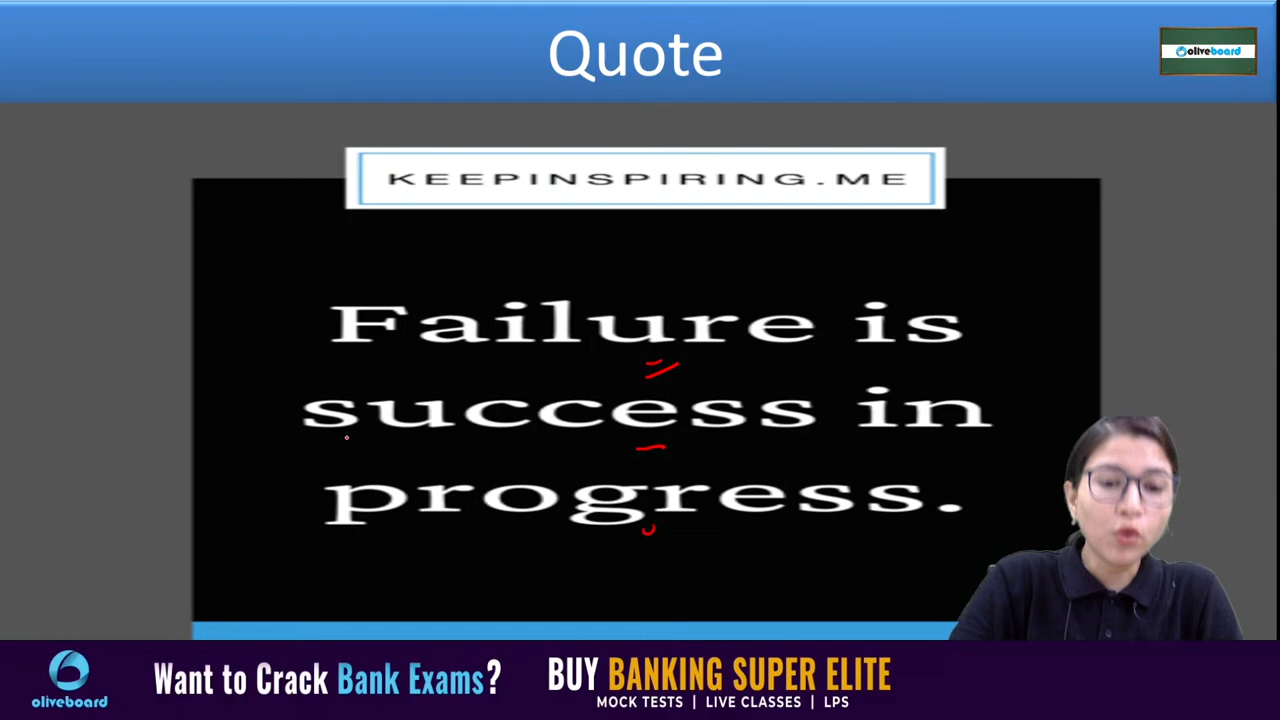 Quote
oliveboard
KEEPINSPIRING.ME
Failure is
success in
progress.
oliveboard
Want to Crack Bank Exams?
BUY BANKING SUPER ELITE
MOCK TESTS | LIVE CLASSES | LPS